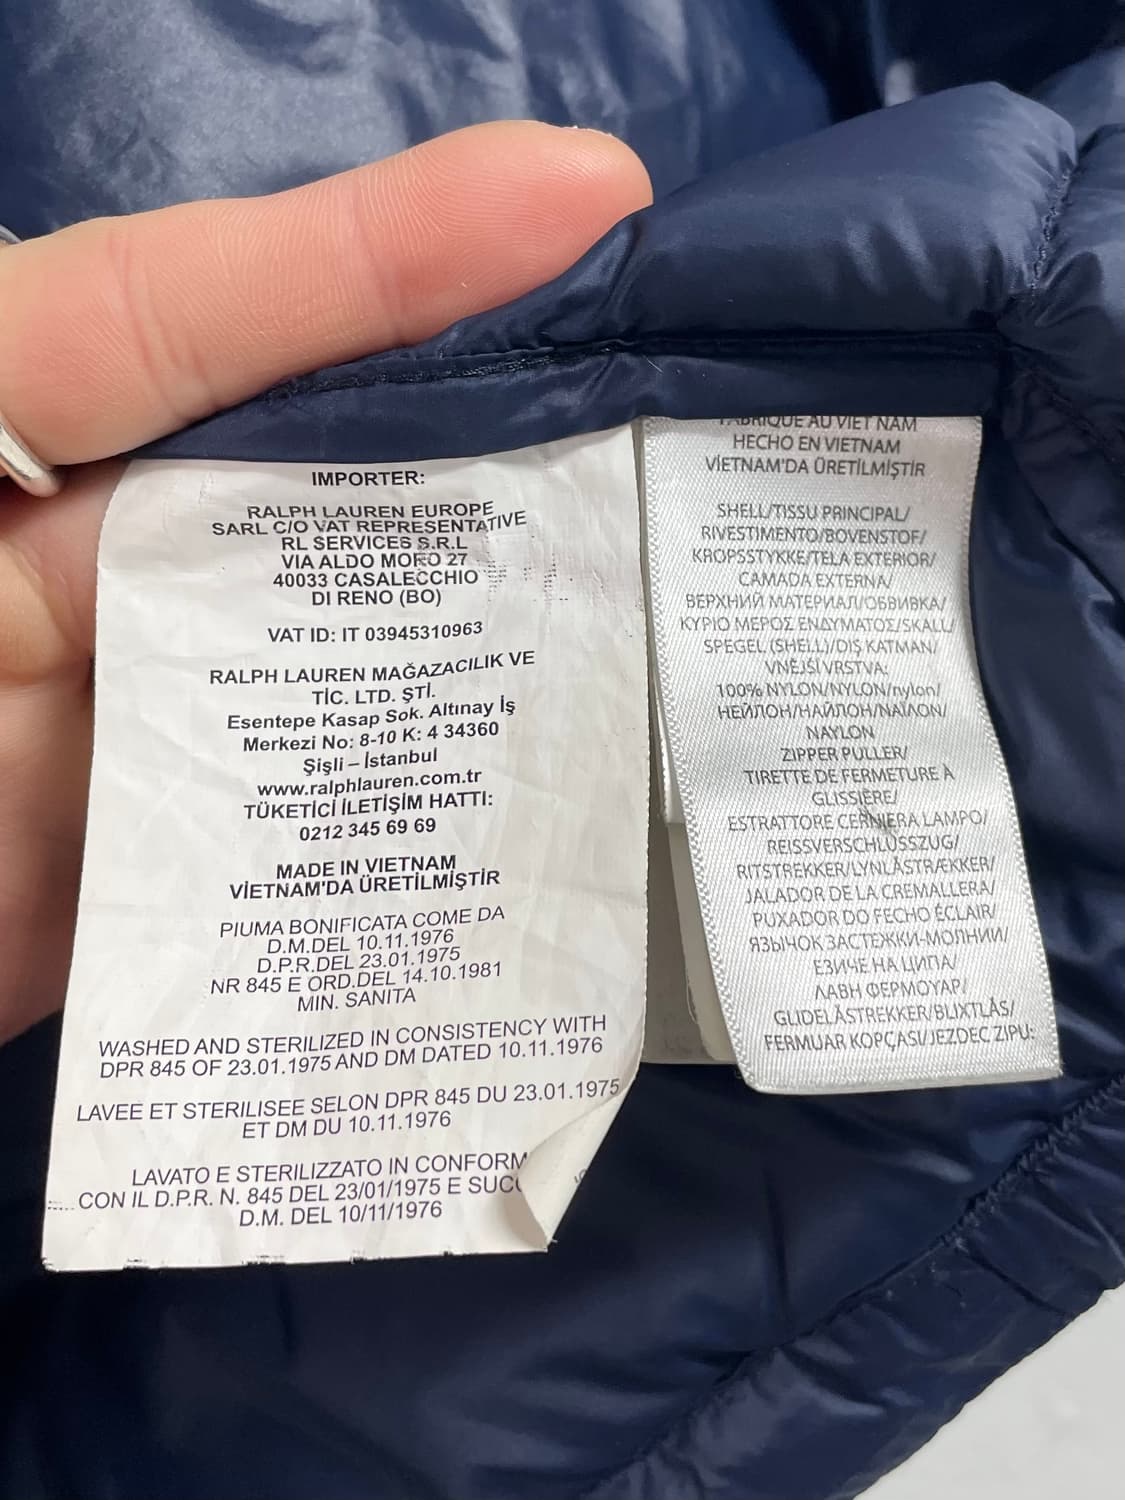 IMPORTER:
RALPH LAUREN EUROPE
SARL C/O VAT REPRESENTATIVE
RL SERVICES S.R.L
VIA ALDO MORO 27
40033 CASALECCHIO
DI RENO (BO)
VAT ID: IT 03945310963
RALPH LAUREN MAĞAZACILIK VE
TİC. LTD. ŞTİ.
Esentepe Kasap Sok. Altınay İş
Merkezi No: 8-10 K: 4 34360
Şişli – İstanbul
www.ralphlauren.com.tr
TÜKETİCİ İLETİŞİM HATTI:
0212 345 69 69
MADE IN VIETNAM
VİETNAM'DA ÜRETİLMİŞTİR
PIUMA BONIFICATA COME DA
D.M.DEL 10.11.1976
D.P.R.DEL 23.01.1975
NR 845 E ORD.DEL 14.10.1981
MIN. SANITA
WASHED AND STERILIZED IN CONSISTENCY WITH
DPR 845 OF 23.01.1975 AND DM DATED 10.11.1976
LAVEE ET STERILISEE SELON DPR 845 DU 23.01.1975
ET DM DU 10.11.1976
LAVATO E STERILIZZATO IN CONFORM
CON IL D.P.R. N. 845 DEL 23/01/1975 E SUCC
D.M. DEL 10/11/1976
FABRIQUE AU VIET NAM
HECHO EN VIETNAM
VİETNAM'DA ÜRETİLMİŞTİR
SHELL/TISSU PRINCIPAL/
RIVESTIMENTO/BOVENSTOF/
KROPSSTYKKE/TELA EXTERIOR/
CAMADA EXTERNA/
ВЕРХНИЙ МАТЕРИАЛ/ОБВИВКА/
ΚΥΡΙΟ ΜΕΡΟΣ ΕΝΔΥΜΑΤΟΣ/SKALL/
SPEGEL (SHELL)/DIŞ KATMAN/
VNĚJŠÍ VRSTVA:
100% NYLON/NYLON/nylon/
НЕЙЛОН/НАЙЛОН/ΝΑΪΛΟΝ/
NAYLON
ZIPPER PULLER/
TIRETTE DE FERMETURE À
GLISSIÈRE/
ESTRATTORE CERNIERA LAMPO/
REISSVERSCHLUSSZUG/
RITSTREKKER/LYNLÅSTRÆKKER/
JALADOR DE LA CREMALLERA/
PUXADOR DO FECHO ÉCLAIR/
ЯЗЫЧОК ЗАСТЕЖКИ-МОЛНИИ/
ЕЗИЧЕ НА ЦИПА/
ΛΑΒΗ ΦΕΡΜΟΥΑΡ/
GLIDELÅSTREKKER/BLIXTLÅS/
FERMUAR KOPÇASI/JEZDEC ZIPU: